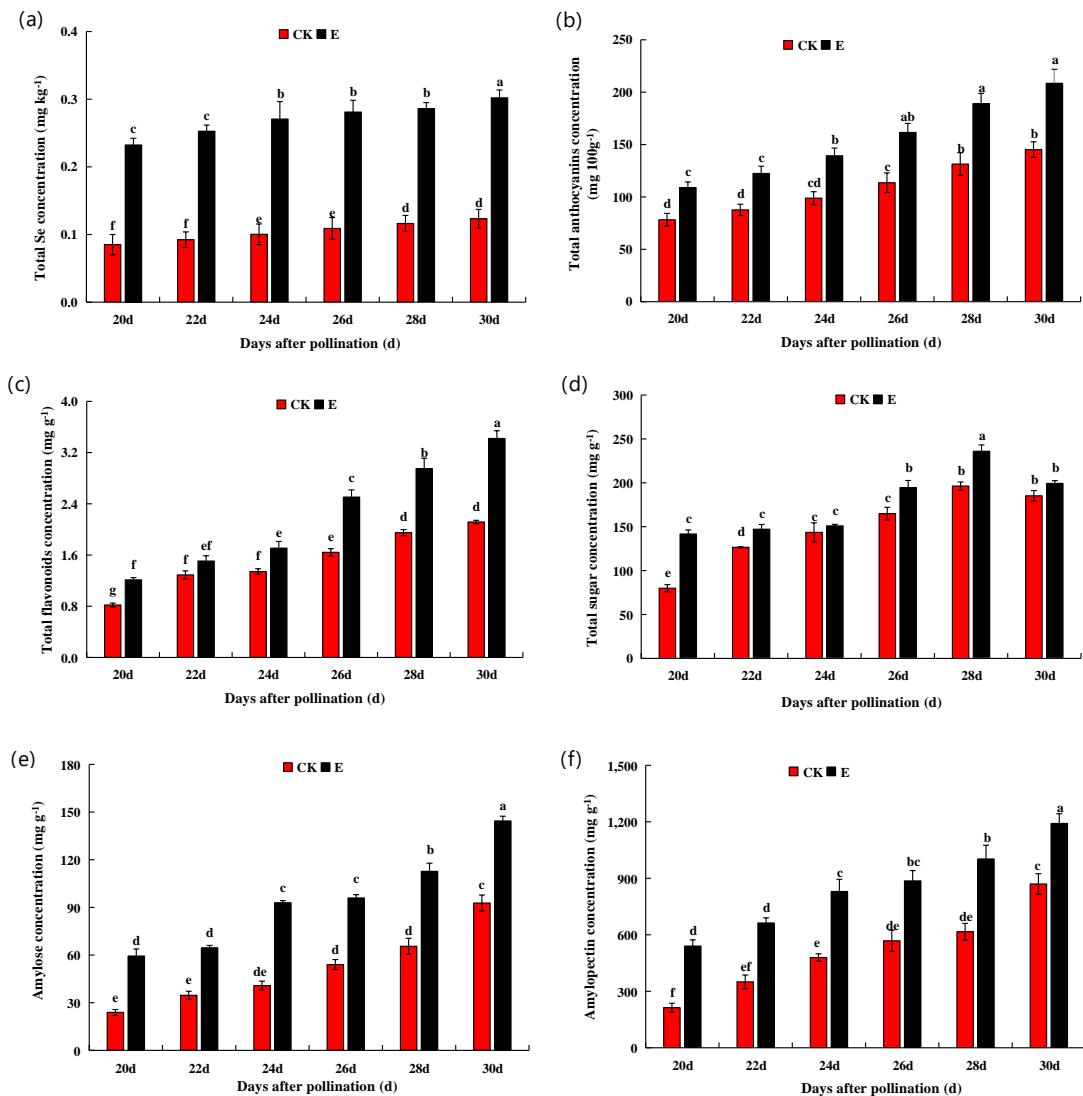 (a)
CK E
Total Se concentration (mg kg-1)
0.4
0.3
0.2
0.1
0.0
f c f c e b e b d b d a
20d 22d 24d 26d 28d 30d
Days after pollination (d)
(b)
CK E
Total anthocyanins concentration
(mg 100g-1)
250
200
150
100
50
0
d c d c cd b c ab b a b a
20d 22d 24d 26d 28d 30d
Days after pollination (d)
(c)
CK E
Total flavonoids concentration (mg g-1)
4.0
3.2
2.4
1.6
0.8
0.0
g f f ef f e e c d b d a
20d 22d 24d 26d 28d 30d
Days after pollination (d)
(d)
CK E
Total sugar concentration (mg g-1)
300
250
200
150
100
50
0
e c d c c c b b b a b b
20d 22d 24d 26d 28d 30d
Days after pollination (d)
(e)
CK E
Amylose concentration (mg g-1)
180
150
120
90
60
30
0
e d e d de c d c d b c a
20d 22d 24d 26d 28d 30d
Days after pollination (d)
(f)
CK E
Amylopectin concentration (mg g-1)
1,500
1,200
900
600
300
0
f d ef d e c de bc de b c a
20d 22d 24d 26d 28d 30d
Days after pollination (d)